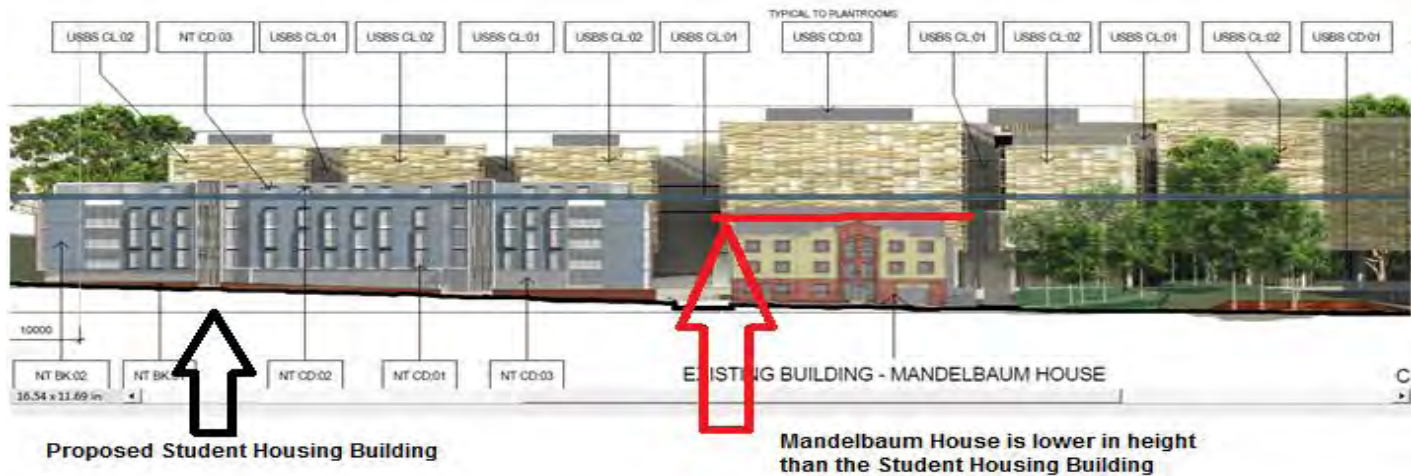 TYPICAL TO PLANTROOMS
USBS CL:02 NT CD:03 USBS CL:01 USBS CL:02 USBS CL:01 USBS CL:02 USBS CL:01 USBS CD:03 USBS CL:01 USBS CL:02 USBS CL:01 USBS CL:02 USBS CD:01
10000
NT BK:02 NT BK: NT CD:02 NT CD:01 NT CD:03 EXISTING BUILDING - MANDELBAUM HOUSE C
16.54 x 11.69 in
Proposed Student Housing Building
Mandelbaum House is lower in height
than the Student Housing Building